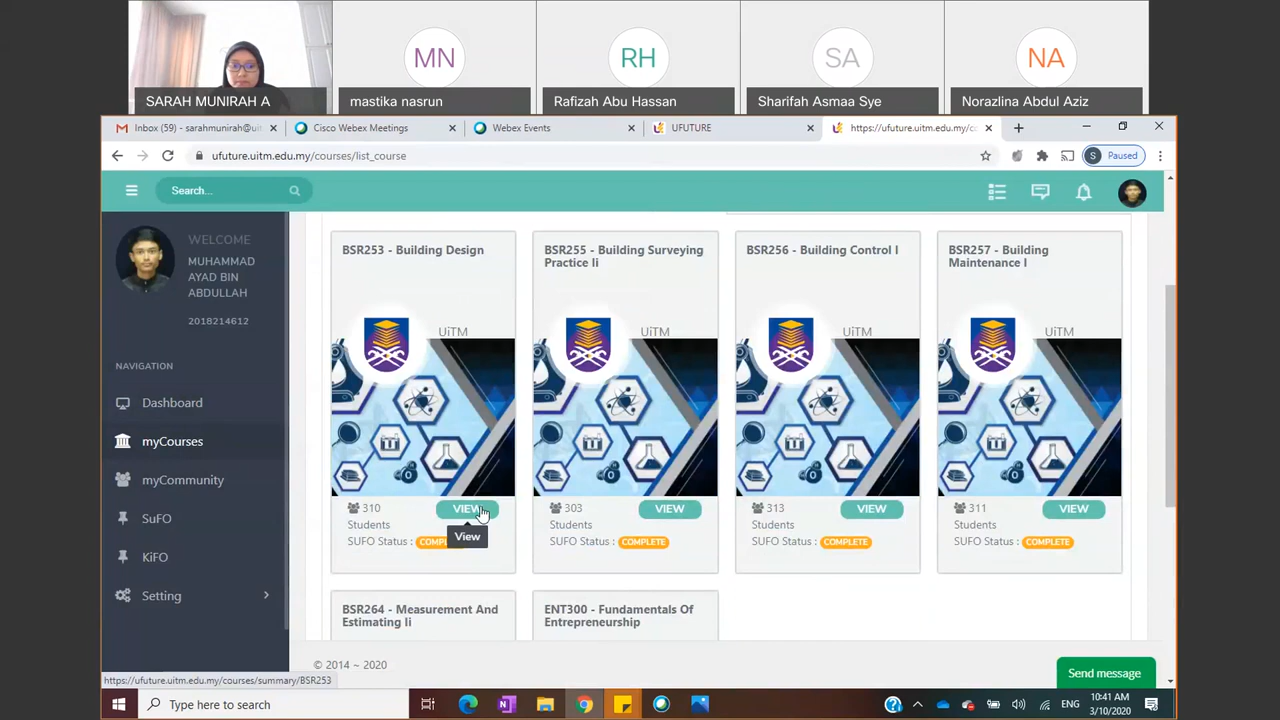 MN
RH
SA
NA
SARAH MUNIRAH A
mastika nasrun
Rafizah Abu Hassan
Sharifah Asmaa Sye
Norazlina Abdul Aziz
Inbox (59) - sarahmunirah@uit
Cisco Webex Meetings
Webex Events
UFUTURE
https://ufuture.uitm.edu.my/co
ufuture.uitm.edu.my/courses/list_course
S
Paused
Search...
WELCOME
MUHAMMAD
AYAD BIN
ABDULLAH
2018214612
NAVIGATION
Dashboard
myCourses
myCommunity
SuFO
KiFO
Setting
BSR253 - Building Design
UiTM
310
Students
VIEW
View
SUFO Status : COMPL
BSR255 - Building Surveying
Practice Ii
UiTM
303
Students
VIEW
SUFO Status : COMPLETE
BSR256 - Building Control I
UiTM
313
Students
VIEW
SUFO Status : COMPLETE
BSR257 - Building
Maintenance I
UiTM
311
Students
VIEW
SUFO Status : COMPLETE
BSR264 - Measurement And
Estimating Ii
ENT300 - Fundamentals Of
Entrepreneurship
© 2014 ~ 2020
Send message
https://ufuture.uitm.edu.my/courses/summary/BSR253
Type here to search
ENG
10:41 AM
3/10/2020